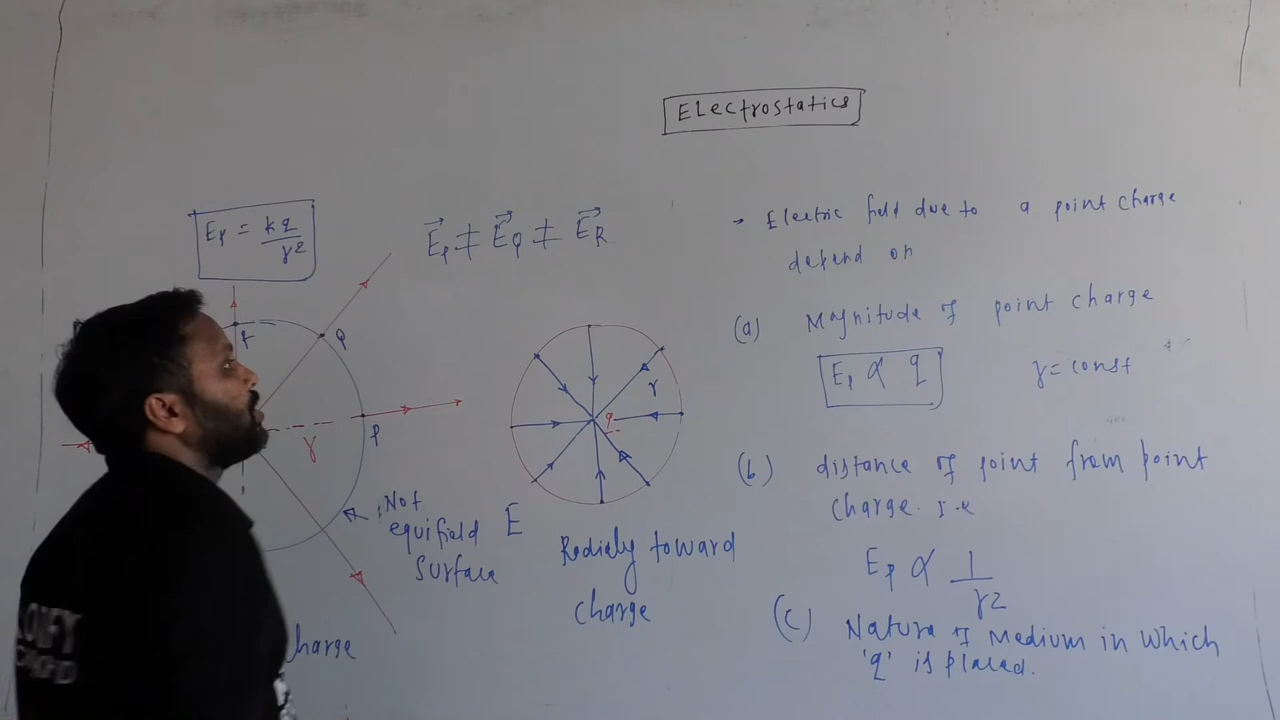 Electrostatics
Ep = kq / r2
Ep ≠ EQ ≠ ER
→ Electric field due to a point charge
depend on
(a) Magnitude of point charge
Ep ∝ q r = const
(b) distance of point from point
charge. i.e
Ep ∝ 1 / r2
(c) Nature of Medium in which
'q' is placed.
Q
r
P
Not
equifield
Surface
r
q
E
Redialy toward
charge
harge